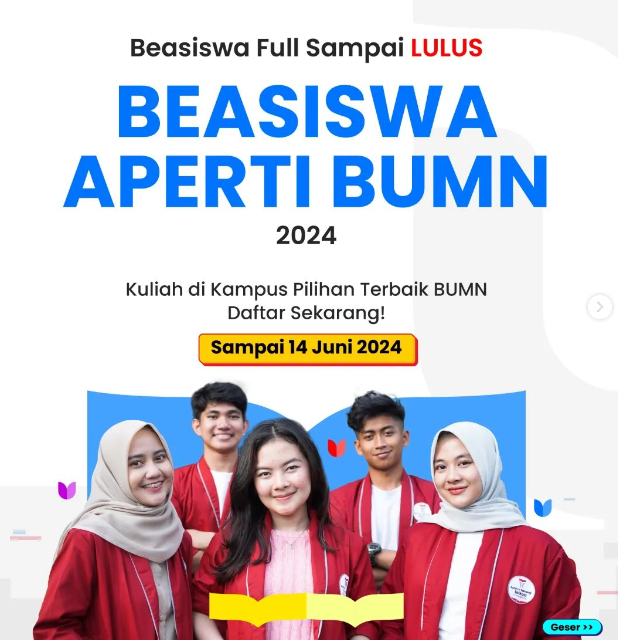 Beasiswa Full Sampai LULUS
BEASISWA
APERTI BUMN
2024
Kuliah di Kampus Pilihan Terbaik BUMN
Daftar Sekarang!
Sampai 14 Juni 2024
Geser >>